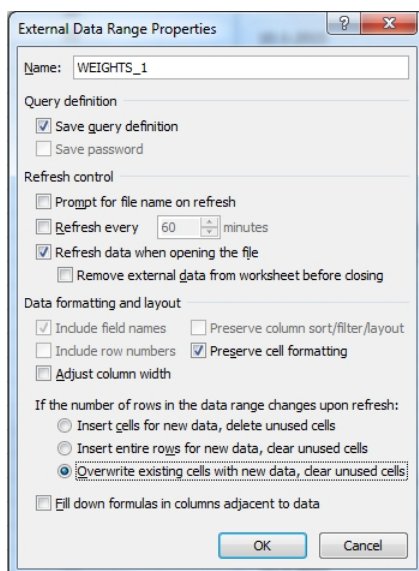 External Data Range Properties
Name: WEIGHTS_1
Query definition
Save query definition
Save password
Refresh control
Prompt for file name on refresh
Refresh every 60 minutes
Refresh data when opening the file
Remove external data from worksheet before closing
Data formatting and layout
Include field names Preserve column sort/filter/layout
Include row numbers Preserve cell formatting
Adjust column width
If the number of rows in the data range changes upon refresh:
Insert cells for new data, delete unused cells
Insert entire rows for new data, clear unused cells
Overwrite existing cells with new data, clear unused cells
Fill down formulas in columns adjacent to data
OK Cancel